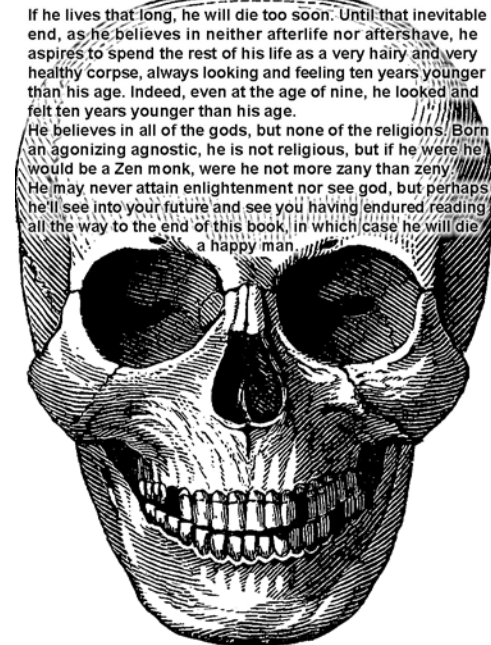 If he lives that long, he will die too soon. Until that inevitable
end, as he believes in neither afterlife nor aftershave, he
aspires to spend the rest of his life as a very hairy and very
healthy corpse, always looking and feeling ten years younger
than his age. Indeed, even at the age of nine, he looked and
felt ten years younger than his age.
He believes in all of the gods, but none of the religions. Born
an agonizing agnostic, he is not religious, but if he were he
would be a Zen monk, were he not more zany than zeny.
He may never attain enlightenment nor see god, but perhaps
he'll see into your future and see you having endured reading
all the way to the end of this book, in which case he will die
a happy man